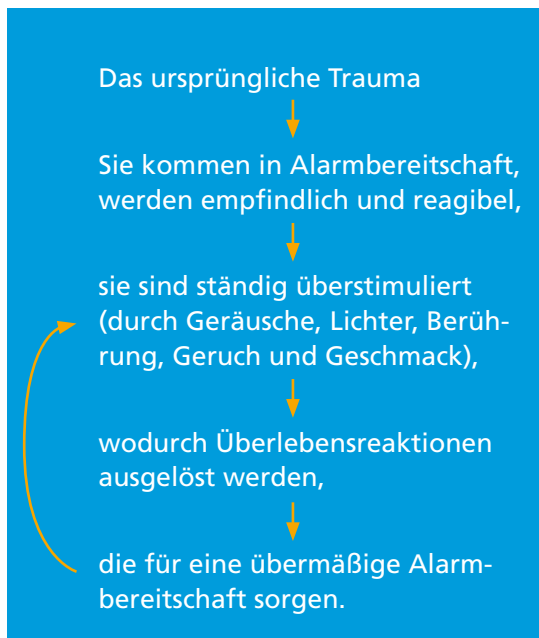 Das ursprüngliche Trauma
Sie kommen in Alarmbereitschaft,
werden empfindlich und reagibel,
sie sind ständig überstimuliert
(durch Geräusche, Lichter, Berüh-
rung, Geruch und Geschmack),
wodurch Überlebensreaktionen
ausgelöst werden,
die für eine übermäßige Alarm-
bereitschaft sorgen.